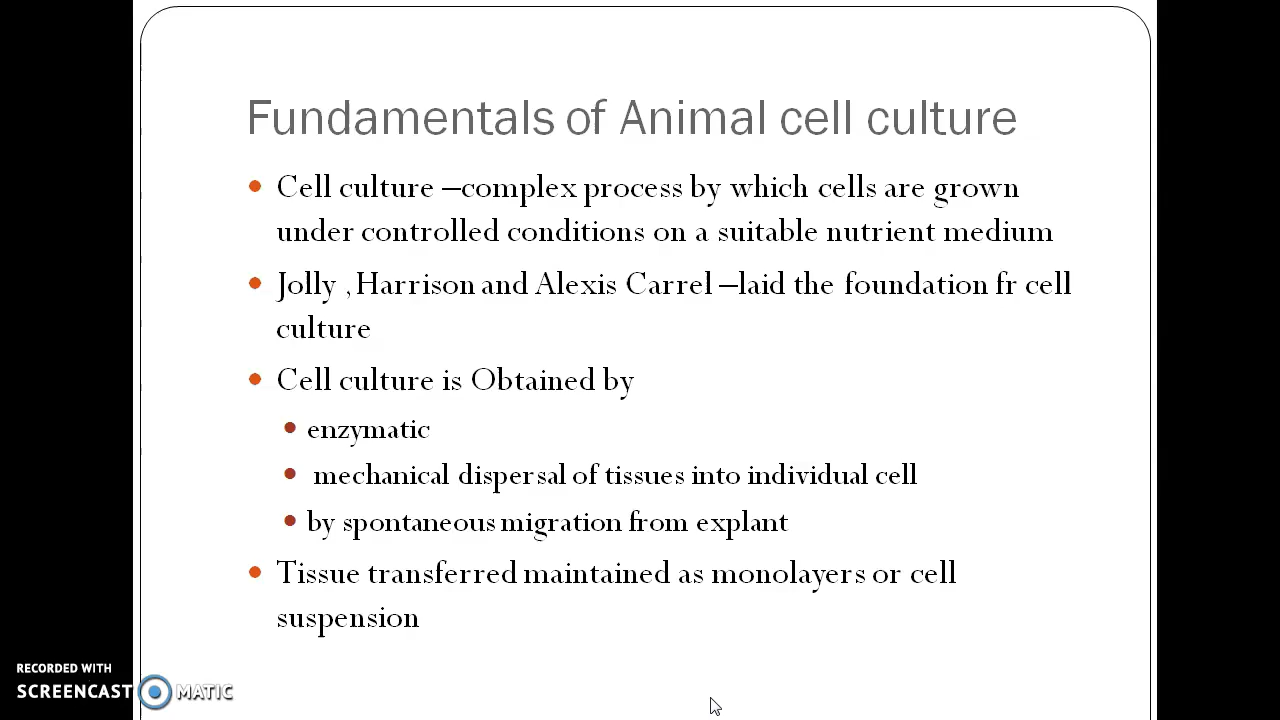 Fundamentals of Animal cell culture
Cell culture –complex process by which cells are grown
under controlled conditions on a suitable nutrient medium
Jolly , Harrison and Alexis Carrel –laid the foundation fr cell
culture
Cell culture is Obtained by
enzymatic
mechanical dispersal of tissues into individual cell
by spontaneous migration from explant
Tissue transferred maintained as monolayers or cell
suspension
RECORDED WITH
SCREENCAST MATIC